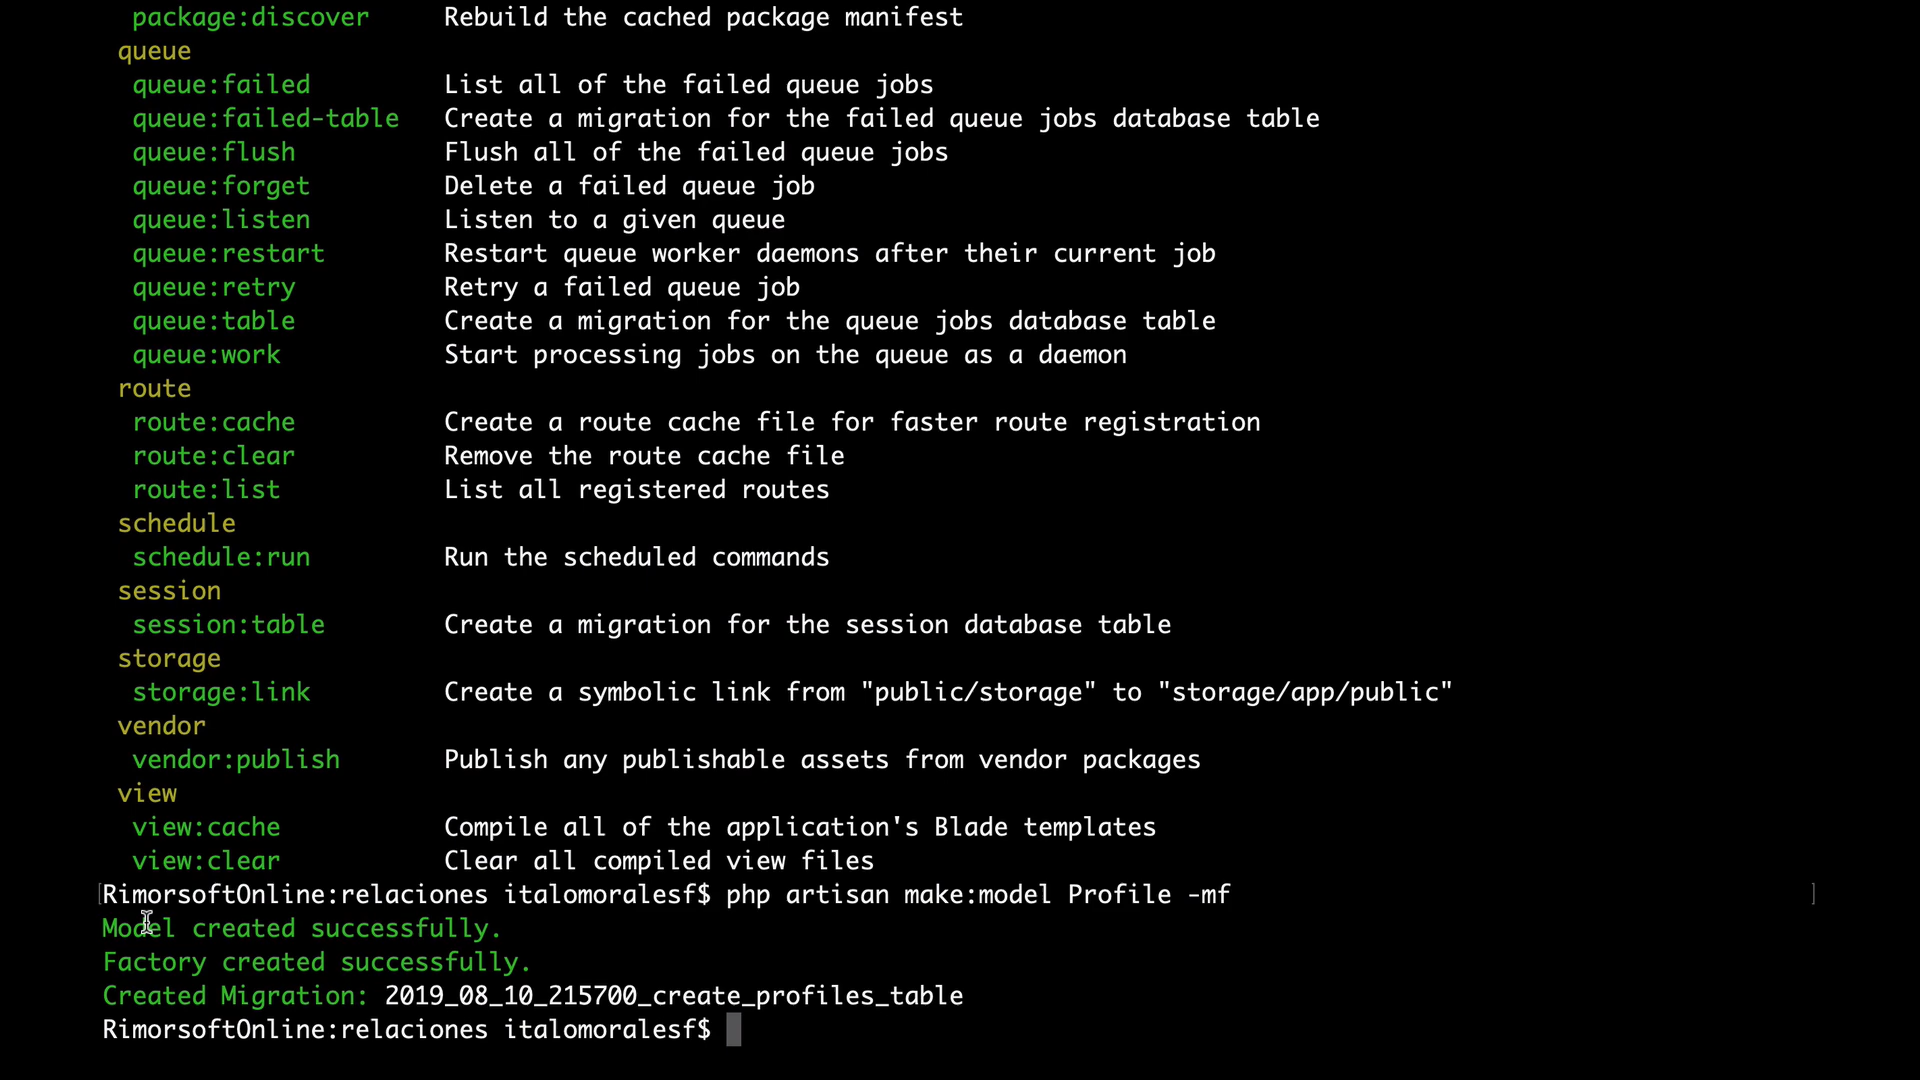 package:discover Rebuild the cached package manifest
queue
queue:failed List all of the failed queue jobs
queue:failed-table Create a migration for the failed queue jobs database table
queue:flush Flush all of the failed queue jobs
queue:forget Delete a failed queue job
queue:listen Listen to a given queue
queue:restart Restart queue worker daemons after their current job
queue:retry Retry a failed queue job
queue:table Create a migration for the queue jobs database table
queue:work Start processing jobs on the queue as a daemon
route
route:cache Create a route cache file for faster route registration
route:clear Remove the route cache file
route:list List all registered routes
schedule
schedule:run Run the scheduled commands
session
session:table Create a migration for the session database table
storage
storage:link Create a symbolic link from "public/storage" to "storage/app/public"
vendor
vendor:publish Publish any publishable assets from vendor packages
view
view:cache Compile all of the application's Blade templates
view:clear Clear all compiled view files
[RimorsoftOnline:relaciones italomoralesf$ php artisan make:model Profile -mf ]
Model created successfully.
Factory created successfully.
Created Migration: 2019_08_10_215700_create_profiles_table
RimorsoftOnline:relaciones italomoralesf$